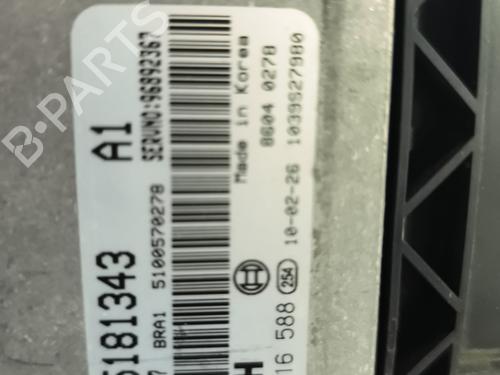 5181343 A1
7 BRA1 5100570278 SERVNO:96892367
Made in Korea
8604 0278
H
16 588 254 10-02-26 1039S27980
B-PARTS